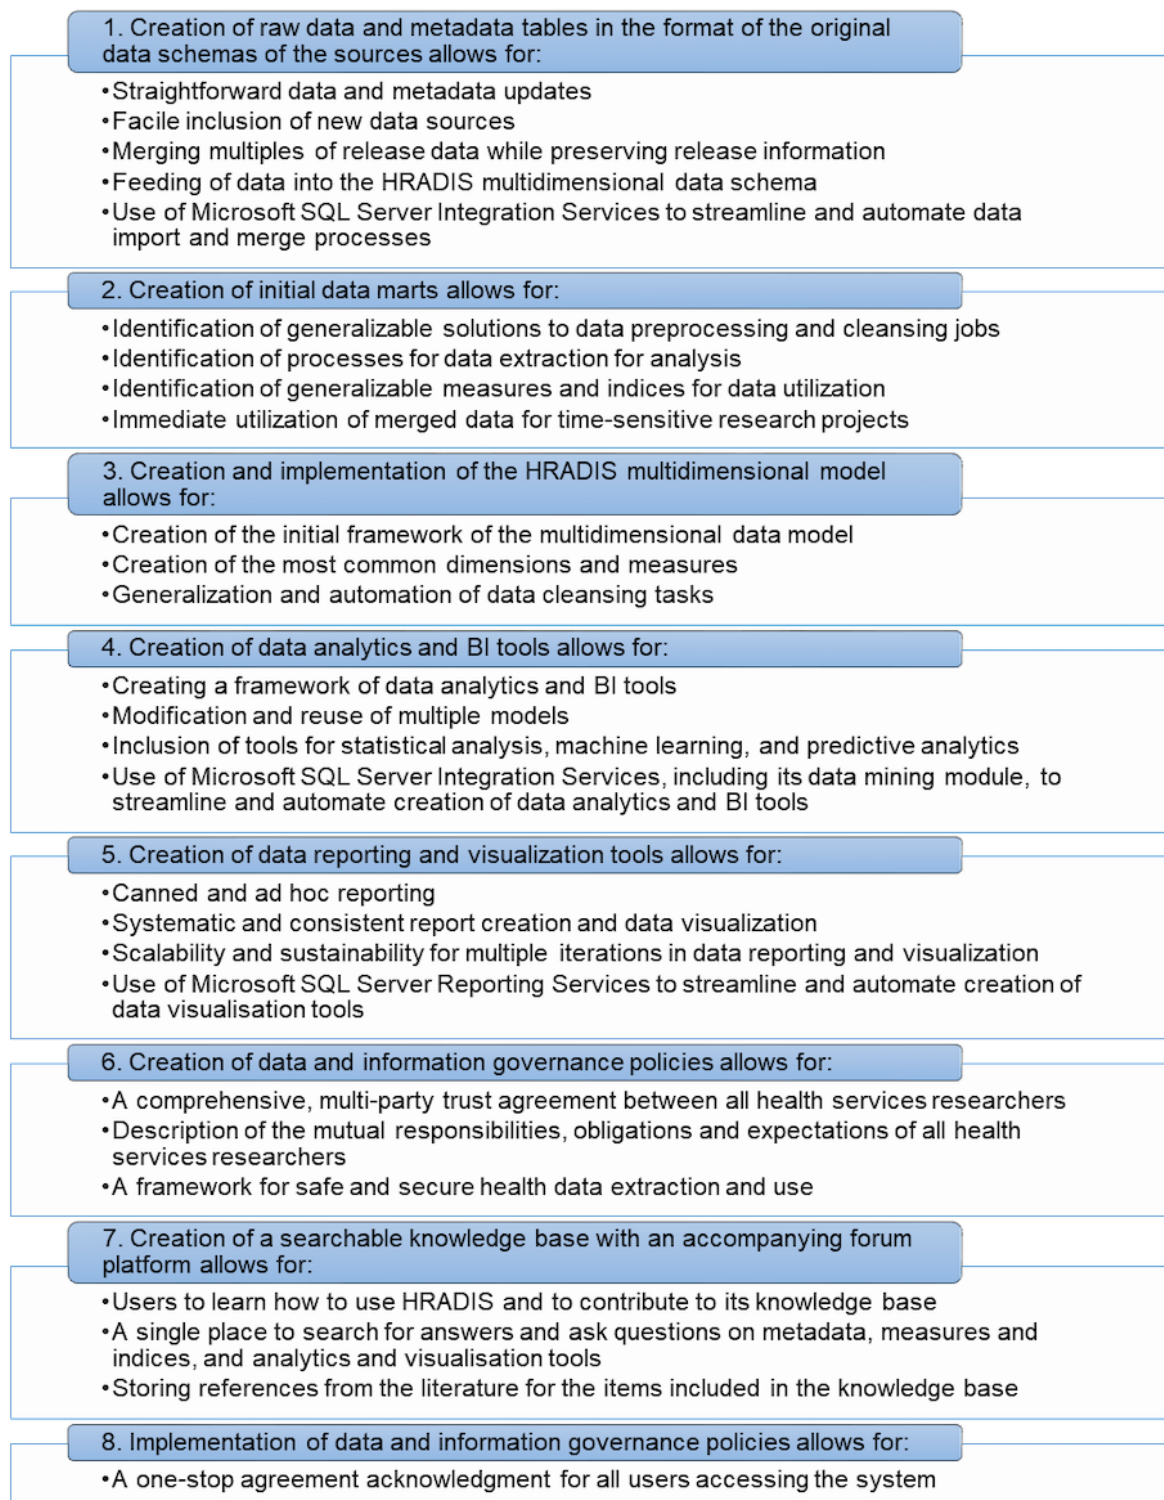 1. Creation of raw data and metadata tables in the format of the original
data schemas of the sources allows for:
•Straightforward data and metadata updates
•Facile inclusion of new data sources
•Merging multiples of release data while preserving release information
•Feeding of data into the HRADIS multidimensional data schema
•Use of Microsoft SQL Server Integration Services to streamline and automate data
import and merge processes
2. Creation of initial data marts allows for:
•Identification of generalizable solutions to data preprocessing and cleansing jobs
•Identification of processes for data extraction for analysis
•Identification of generalizable measures and indices for data utilization
•Immediate utilization of merged data for time-sensitive research projects
3. Creation and implementation of the HRADIS multidimensional model
allows for:
•Creation of the initial framework of the multidimensional data model
•Creation of the most common dimensions and measures
•Generalization and automation of data cleansing tasks
4. Creation of data analytics and BI tools allows for:
•Creating a framework of data analytics and BI tools
•Modification and reuse of multiple models
•Inclusion of tools for statistical analysis, machine learning, and predictive analytics
•Use of Microsoft SQL Server Integration Services, including its data mining module, to
streamline and automate creation of data analytics and BI tools
5. Creation of data reporting and visualization tools allows for:
•Canned and ad hoc reporting
•Systematic and consistent report creation and data visualization
•Scalability and sustainability for multiple iterations in data reporting and visualization
•Use of Microsoft SQL Server Reporting Services to streamline and automate creation of
data visualisation tools
6. Creation of data and information governance policies allows for:
•A comprehensive, multi-party trust agreement between all health services researchers
•Description of the mutual responsibilities, obligations and expectations of all health
services researchers
•A framework for safe and secure health data extraction and use
7. Creation of a searchable knowledge base with an accompanying forum
platform allows for:
•Users to learn how to use HRADIS and to contribute to its knowledge base
•A single place to search for answers and ask questions on metadata, measures and
indices, and analytics and visualisation tools
•Storing references from the literature for the items included in the knowledge base
8. Implementation of data and information governance policies allows for:
•A one-stop agreement acknowledgment for all users accessing the system